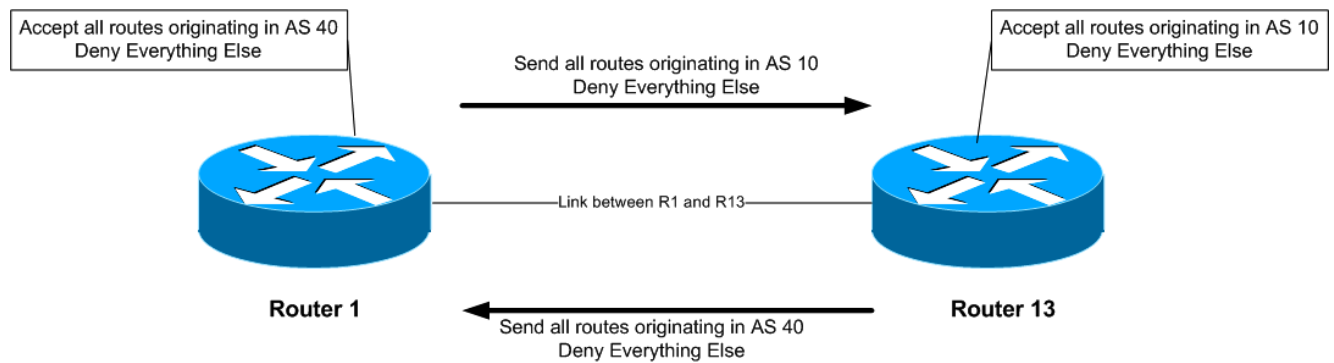 Accept all routes originating in AS 40
Deny Everything Else
Accept all routes originating in AS 10
Deny Everything Else
Send all routes originating in AS 10
Deny Everything Else
Link between R1 and R13
Router 1
Router 13
Send all routes originating in AS 40
Deny Everything Else